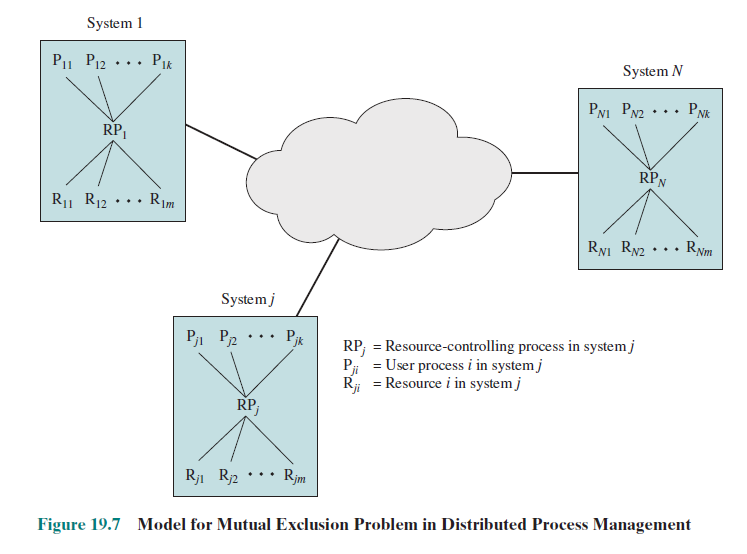 System 1
P11 P12 • • • P1k
RP1
R11 R12 • • • R1m
System N
PN1 PN2 • • • PNk
RPN
RN1 RN2 • • • RNm
System j
Pj1 Pj2 • • • Pjk
RPj
Rj1 Rj2 • • • Rjm
RPj = Resource-controlling process in system j
Pji = User process i in system j
Rji = Resource i in system j
Figure 19.7 Model for Mutual Exclusion Problem in Distributed Process Management